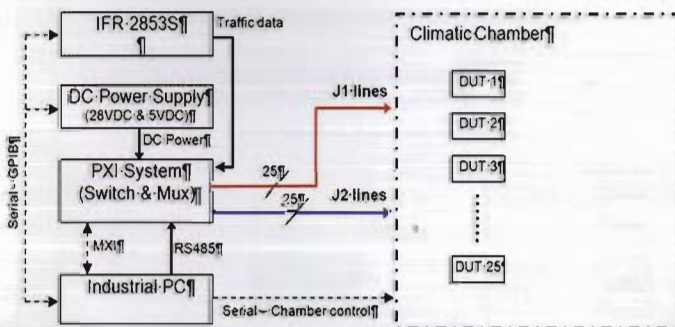 IFR·2853S¶
¶
Traffic data
DC·Power·Supply¶
(28VDC·&·5VDC)¶
DC·Power¶
PXI·System¶
(Switch·&·Mux)¶
Serial–·GPIB¶
MXI¶
RS485¶
Industrial·PC¶
25¶
25¶
J1·lines
J2·lines
Serial–·Chamber·control¶
Climatic·Chamber¶
DUT·1¶
DUT·2¶
DUT·3¶
DUT·25¶